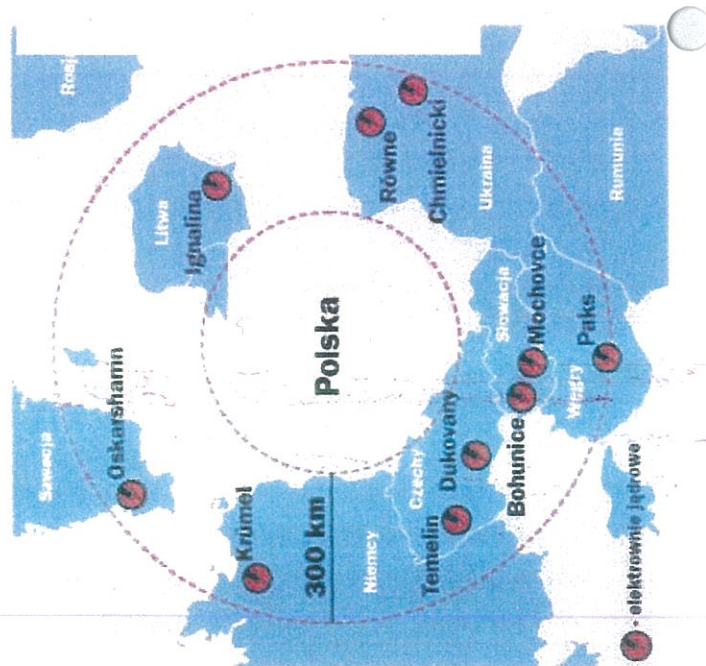 Szwecja
Oskarshamn
Rosj
Litwa
Ignalina
Krumel
300 km
Polska
Niemcy
Czechy
Temelin
Dukovany
Bohunice
Słowacja
Mochovce
Węgry
Paks
Równe
Chmielnicki
Ukraina
Rumunia
- elektrownie jądrowe